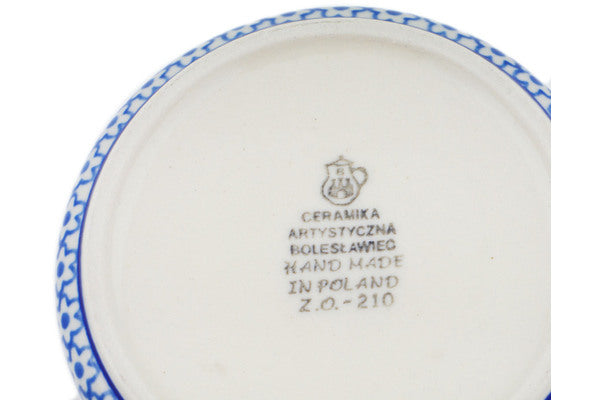 B
CERAMIKA
ARTYSTYCZNA
BOLESŁAWIEC
HAND MADE
IN POLAND
Z.O.-210